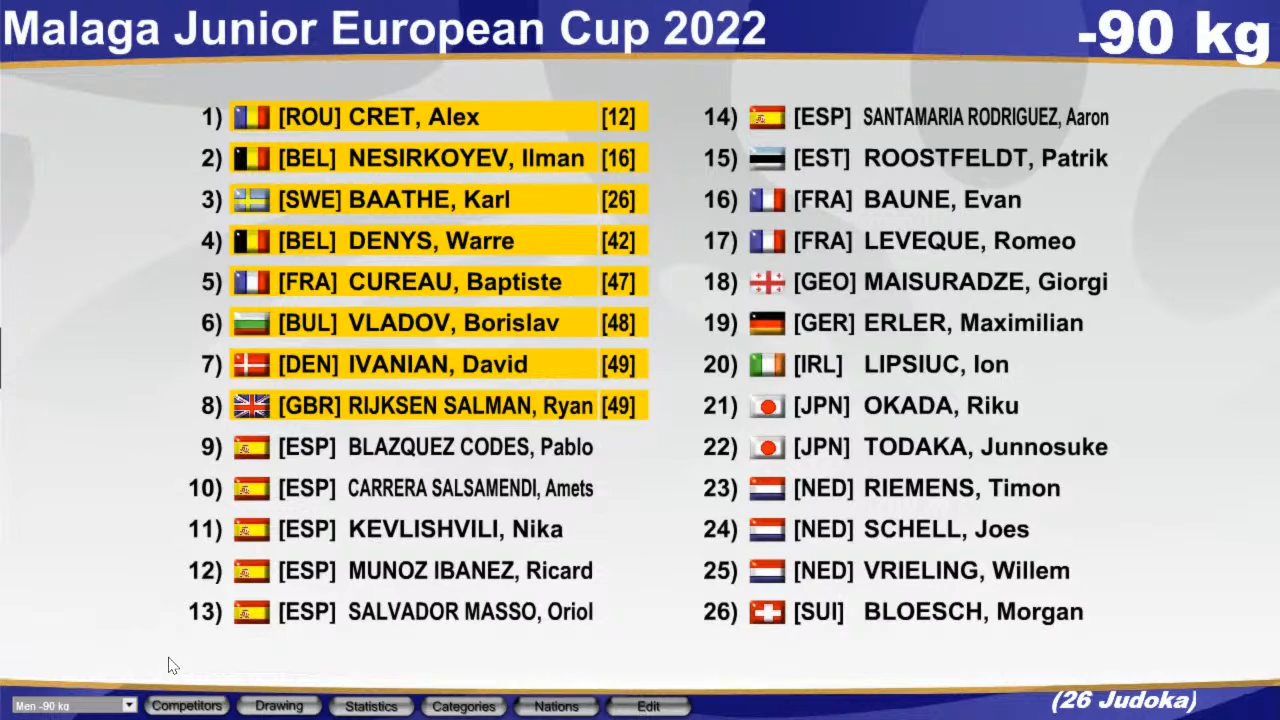 Malaga Junior European Cup 2022
-90 kg
1) [ROU] CRET, Alex [12]
2) [BEL] NESIRKOYEV, Ilman [16]
3) [SWE] BAATHE, Karl [26]
4) [BEL] DENYS, Warre [42]
5) [FRA] CUREAU, Baptiste [47]
6) [BUL] VLADOV, Borislav [48]
7) [DEN] IVANIAN, David [49]
8) [GBR] RIJKSEN SALMAN, Ryan [49]
9) [ESP] BLAZQUEZ CODES, Pablo
10) [ESP] CARRERA SALSAMENDI, Amets
11) [ESP] KEVLISHVILI, Nika
12) [ESP] MUNOZ IBANEZ, Ricard
13) [ESP] SALVADOR MASSO, Oriol
14) [ESP] SANTAMARIA RODRIGUEZ, Aaron
15) [EST] ROOSTFELDT, Patrik
16) [FRA] BAUNE, Evan
17) [FRA] LEVEQUE, Romeo
18) [GEO] MAISURADZE, Giorgi
19) [GER] ERLER, Maximilian
20) [IRL] LIPSIUC, Ion
21) [JPN] OKADA, Riku
22) [JPN] TODAKA, Junnosuke
23) [NED] RIEMENS, Timon
24) [NED] SCHELL, Joes
25) [NED] VRIELING, Willem
26) [SUI] BLOESCH, Morgan
(26 Judoka)
Men -90 kg Competitors Drawing Statistics Categories Nations Edit